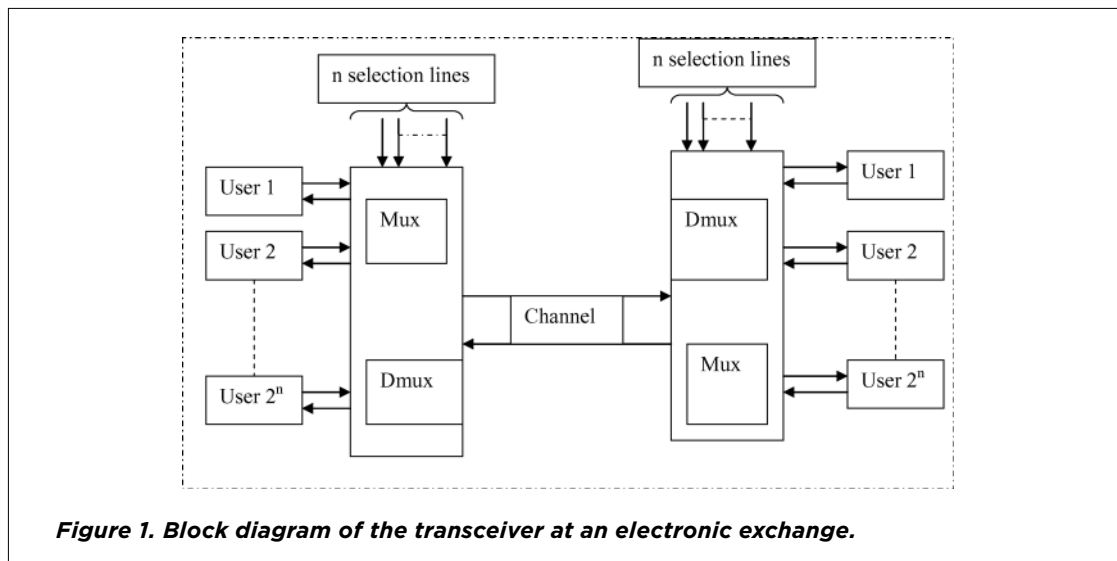 n selection lines
n selection lines
User 1
User 2
User 2ⁿ
Mux
Dmux
Channel
Dmux
Mux
User 1
User 2
User 2ⁿ
Figure 1. Block diagram of the transceiver at an electronic exchange.